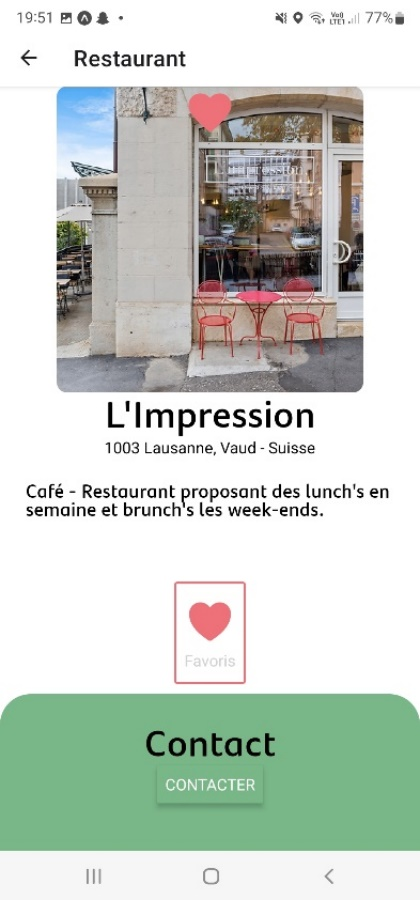 19:51
77%
Restaurant
L'Impression
L'Impression
1003 Lausanne, Vaud - Suisse
Café - Restaurant proposant des lunch's en
semaine et brunch's les week-ends.
Favoris
Contact
CONTACTER